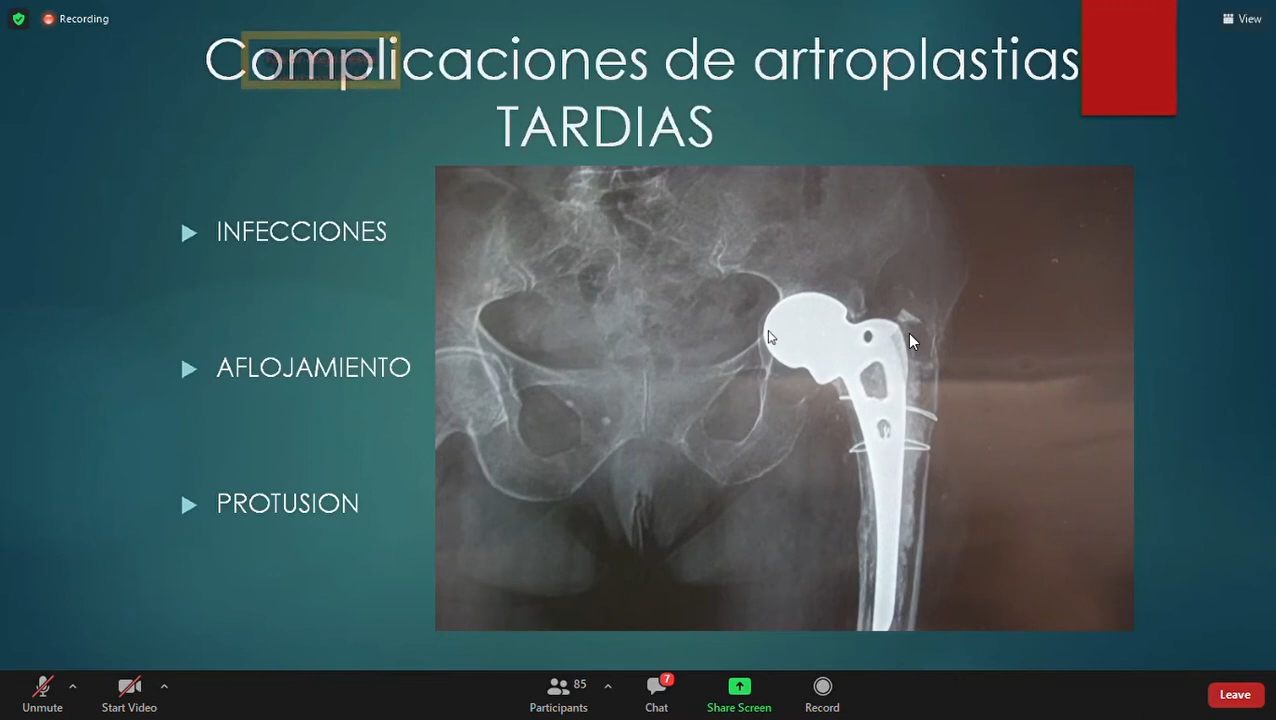 Recording
View
Complicaciones de artroplastias
TARDIAS
INFECCIONES
AFLOJAMIENTO
PROTUSION
Unmute
Start Video
85
Participants
7
Chat
Share Screen
Record
Leave